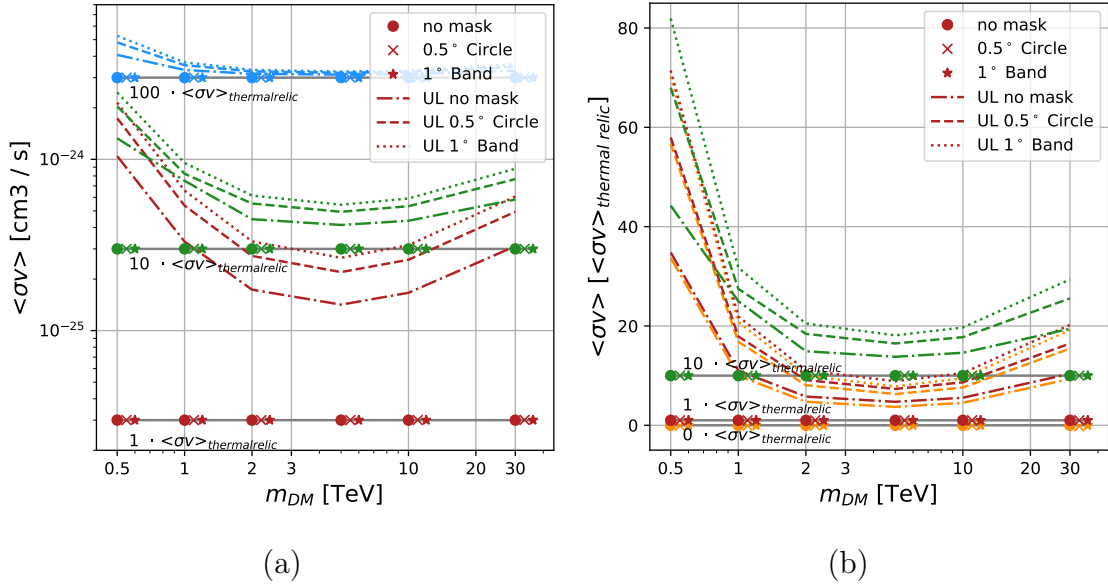 <σv> [cm3 / s]
10⁻²⁴
10⁻²⁵
no mask
0.5° Circle
1° Band
UL no mask
UL 0.5° Circle
UL 1° Band
100 · <σv>thermalrelic
10 · <σv>thermalrelic
1 · <σv>thermalrelic
0.5 1 2 3 10 20 30
m_DM [TeV]
(a)
<σv> [<σv>thermal relic]
80
60
40
20
0
no mask
0.5° Circle
1° Band
UL no mask
UL 0.5° Circle
UL 1° Band
10 · <σv>thermalrelic
1 · <σv>thermalrelic
0 · <σv>thermalrelic
0.5 1 2 3 10 20 30
m_DM [TeV]
(b)